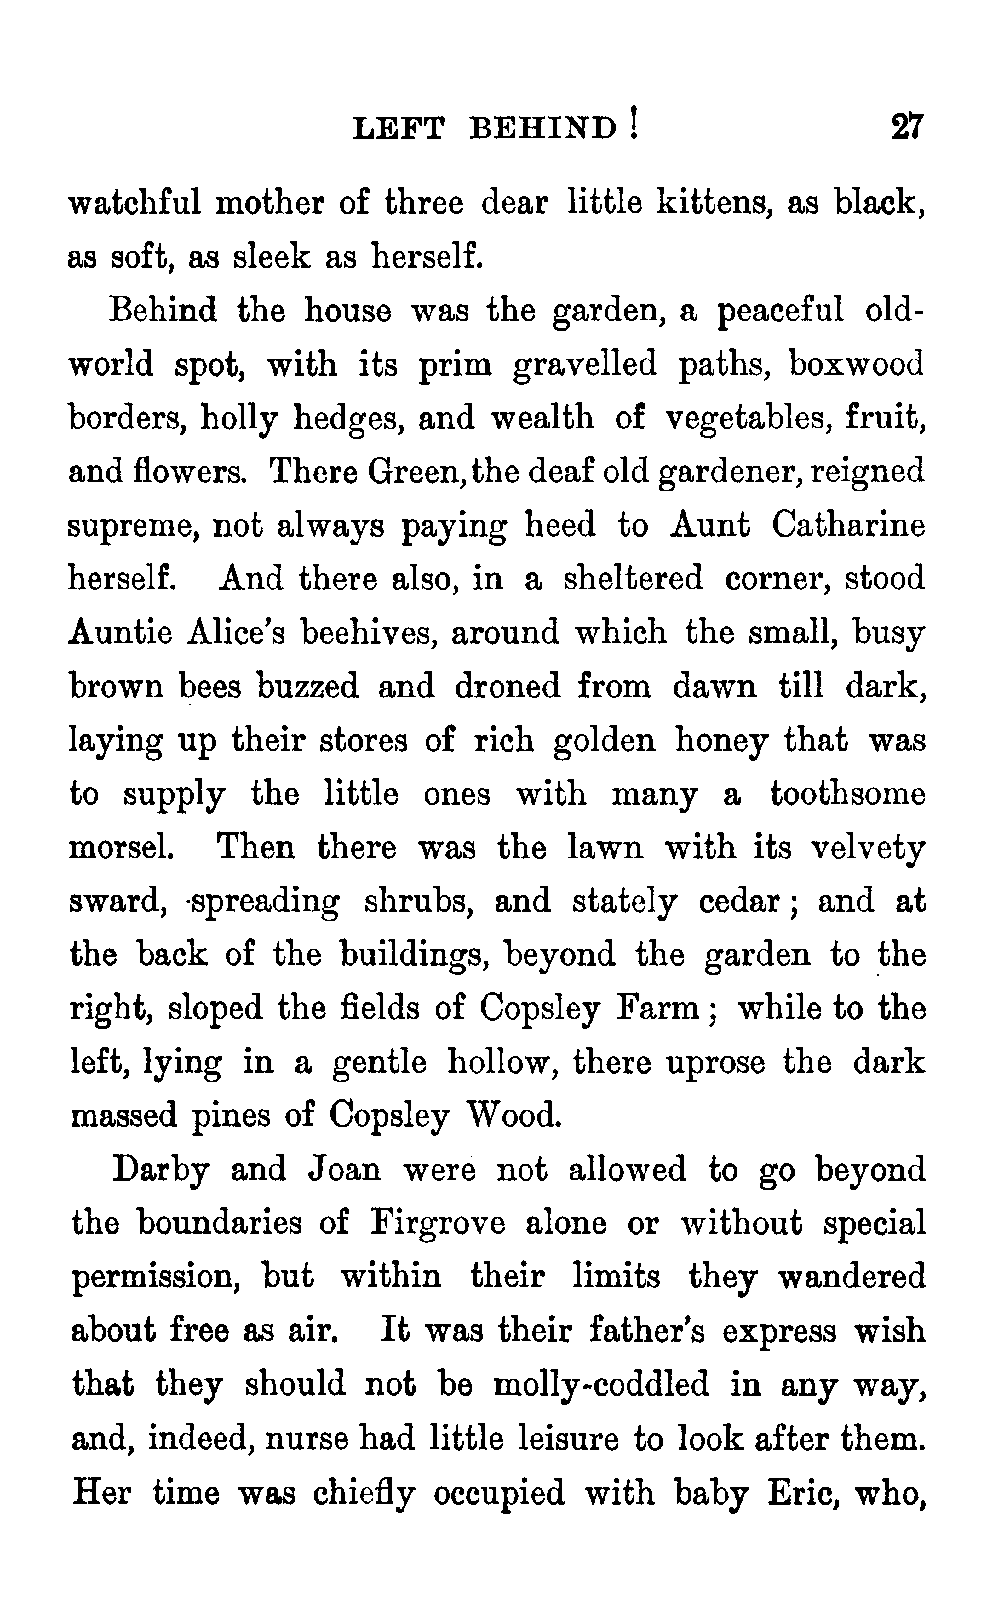 LEFT BEHIND! 27
watchful mother of three dear little kittens, as black,
as soft, as sleek as herself.
Behind the house was the garden, a peaceful old-
world spot, with its prim gravelled paths, boxwood
borders, holly hedges, and wealth of vegetables, fruit,
and flowers. There Green, the deaf old gardener, reigned
supreme, not always paying heed to Aunt Catharine
herself. And there also, in a sheltered corner, stood
Auntie Alice's beehives, around which the small, busy
brown bees buzzed and droned from dawn till dark,
laying up their stores of rich golden honey that was
to supply the little ones with many a toothsome
morsel. Then there was the lawn with its velvety
sward, spreading shrubs, and stately cedar; and at
the back of the buildings, beyond the garden to the
right, sloped the fields of Copsley Farm; while to the
left, lying in a gentle hollow, there uprose the dark
massed pines of Copsley Wood.
Darby and Joan were not allowed to go beyond
the boundaries of Firgrove alone or without special
permission, but within their limits they wandered
about free as air. It was their father's express wish
that they should not be molly-coddled in any way,
and, indeed, nurse had little leisure to look after them.
Her time was chiefly occupied with baby Eric, who,